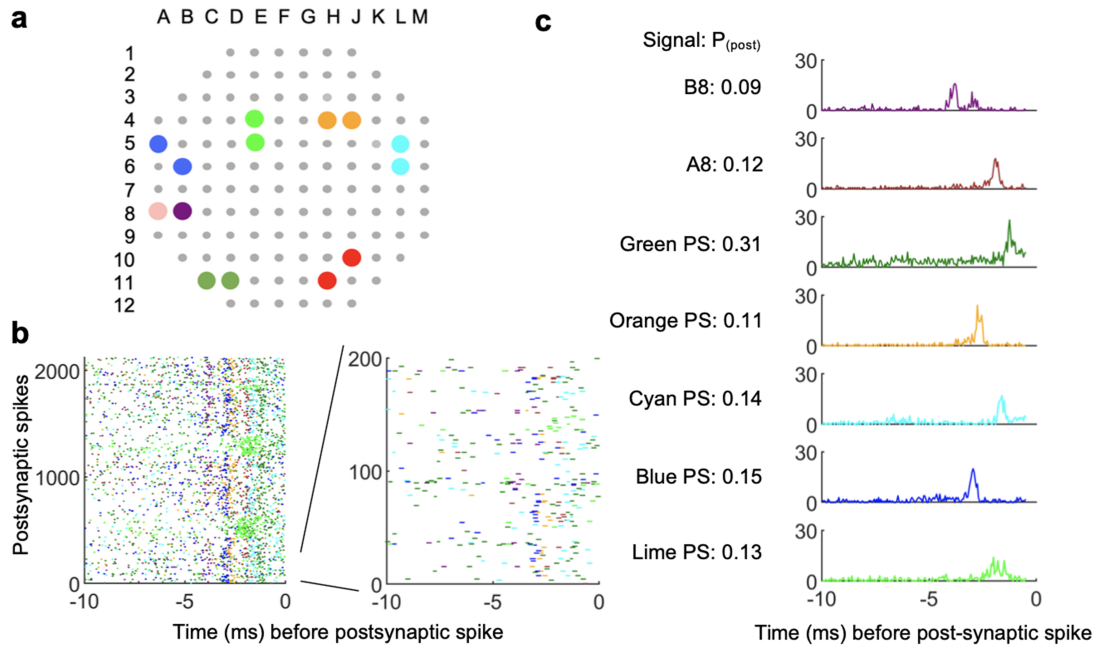 a
A B C D E F G H J K L M
1
2
3
4
5
6
7
8
9
10
11
12
b
Postsynaptic spikes
2000
1000
0
-10 -5 0
200
100
0
-10 -5 0
Time (ms) before postsynaptic spike
c
Signal: P(post)
B8: 0.09
30
0
A8: 0.12
30
0
Green PS: 0.31
30
0
Orange PS: 0.11
30
0
Cyan PS: 0.14
30
0
Blue PS: 0.15
30
0
Lime PS: 0.13
30
0
-10 -5 0
Time (ms) before post-synaptic spike